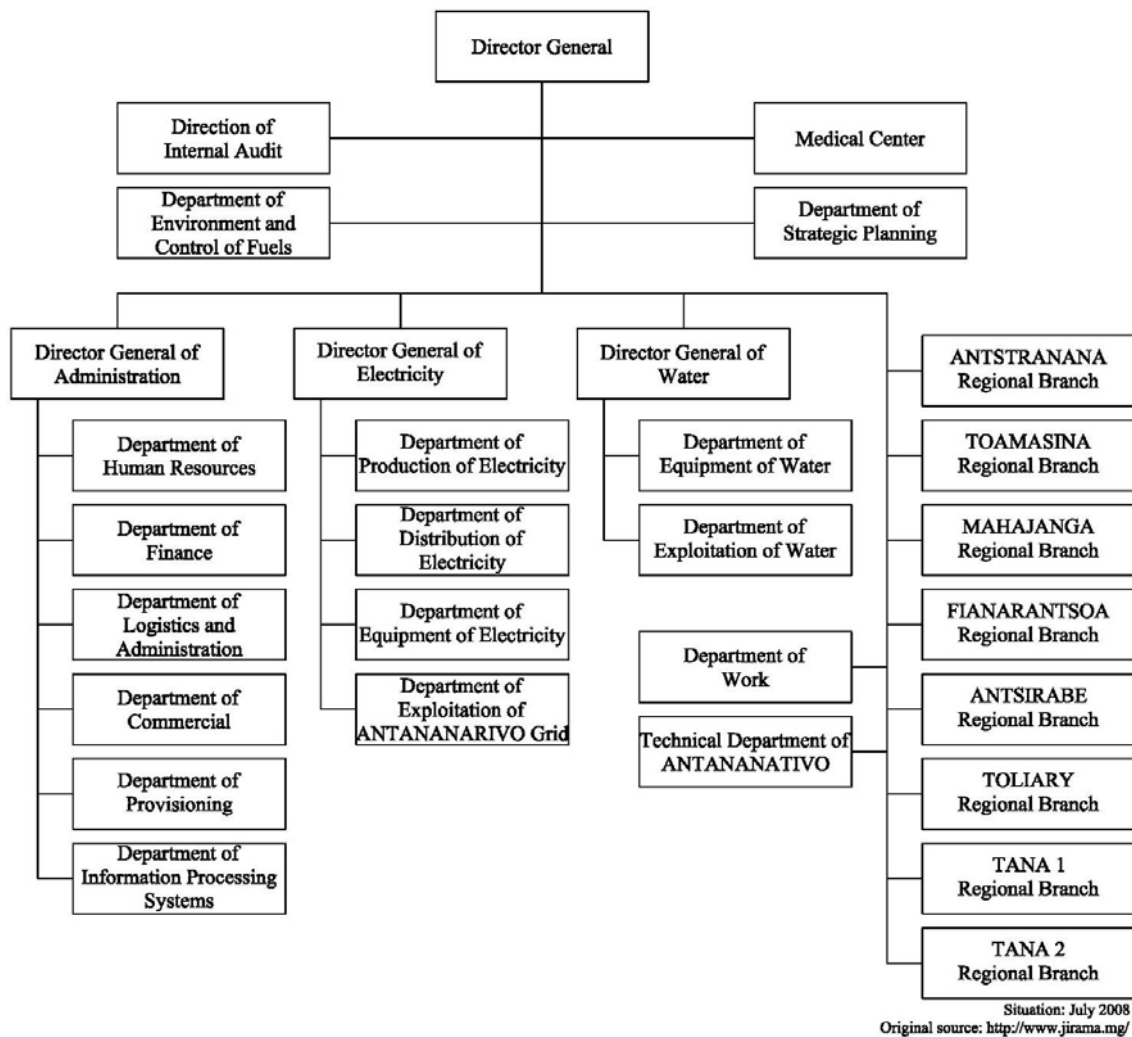 Director General
Direction of
Internal Audit
Medical Center
Department of
Environment and
Control of Fuels
Department of
Strategic Planning
Director General of
Administration
Director General of
Electricity
Director General of
Water
Department of
Human Resources
Department of
Finance
Department of
Logistics and
Administration
Department of
Commercial
Department of
Provisioning
Department of
Information Processing
Systems
Department of
Production of Electricity
Department of
Distribution of
Electricity
Department of
Equipment of Electricity
Department of
Exploitation of
ANTANANARIVO Grid
Department of
Equipment of Water
Department of
Exploitation of Water
Department of
Work
Technical Department of
ANTANANATIVO
ANTSTRANANA
Regional Branch
TOAMASINA
Regional Branch
MAHAJANGA
Regional Branch
FIANARANTSOA
Regional Branch
ANTSIRABE
Regional Branch
TOLIARY
Regional Branch
TANA 1
Regional Branch
TANA 2
Regional Branch
Situation: July 2008
Original source: http://www.jirama.mg/